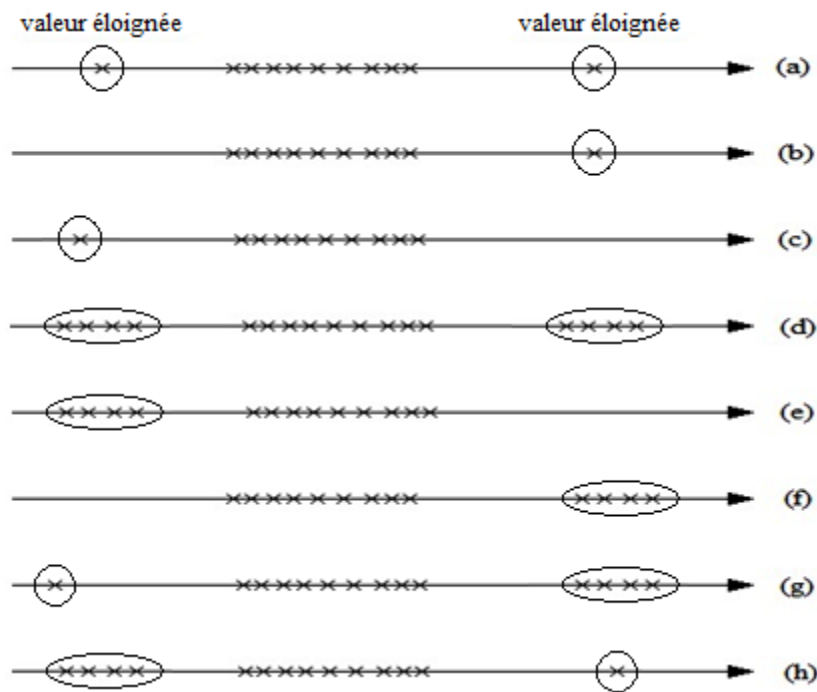 valeur éloignée valeur éloignée
(a)
(b)
(c)
(d)
(e)
(f)
(g)
(h)